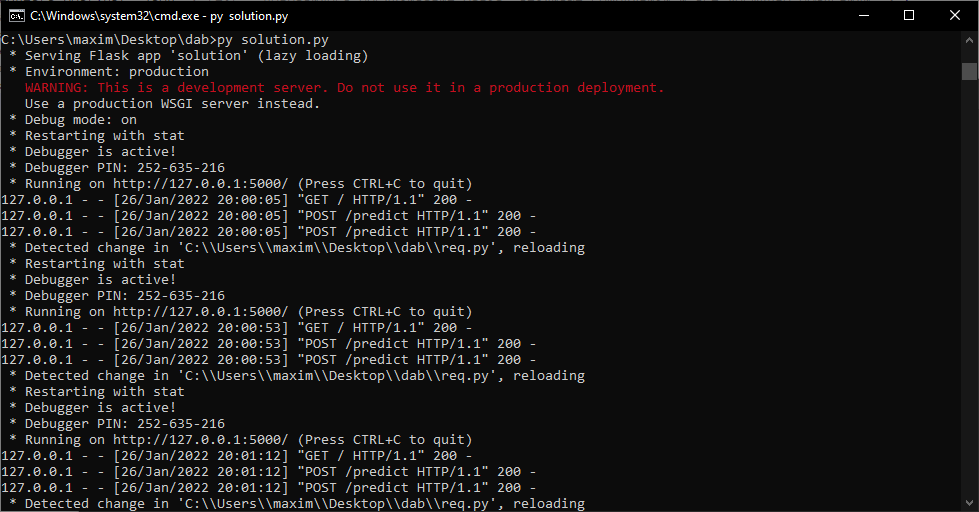 C:\Windows\system32\cmd.exe - py solution.py
C:\Users\maxim\Desktop\dab>py solution.py
* Serving Flask app 'solution' (lazy loading)
* Environment: production
WARNING: This is a development server. Do not use it in a production deployment.
Use a production WSGI server instead.
* Debug mode: on
* Restarting with stat
* Debugger is active!
* Debugger PIN: 252-635-216
* Running on http://127.0.0.1:5000/ (Press CTRL+C to quit)
127.0.0.1 - - [26/Jan/2022 20:00:05] "GET / HTTP/1.1" 200 -
127.0.0.1 - - [26/Jan/2022 20:00:05] "POST /predict HTTP/1.1" 200 -
127.0.0.1 - - [26/Jan/2022 20:00:05] "POST /predict HTTP/1.1" 200 -
* Detected change in 'C:\\Users\\maxim\\Desktop\\dab\\req.py', reloading
* Restarting with stat
* Debugger is active!
* Debugger PIN: 252-635-216
* Running on http://127.0.0.1:5000/ (Press CTRL+C to quit)
127.0.0.1 - - [26/Jan/2022 20:00:53] "GET / HTTP/1.1" 200 -
127.0.0.1 - - [26/Jan/2022 20:00:53] "POST /predict HTTP/1.1" 200 -
127.0.0.1 - - [26/Jan/2022 20:00:53] "POST /predict HTTP/1.1" 200 -
* Detected change in 'C:\\Users\\maxim\\Desktop\\dab\\req.py', reloading
* Restarting with stat
* Debugger is active!
* Debugger PIN: 252-635-216
* Running on http://127.0.0.1:5000/ (Press CTRL+C to quit)
127.0.0.1 - - [26/Jan/2022 20:01:12] "GET / HTTP/1.1" 200 -
127.0.0.1 - - [26/Jan/2022 20:01:12] "POST /predict HTTP/1.1" 200 -
127.0.0.1 - - [26/Jan/2022 20:01:12] "POST /predict HTTP/1.1" 200 -
* Detected change in 'C:\\Users\\maxim\\Desktop\\dab\\req.py', reloading